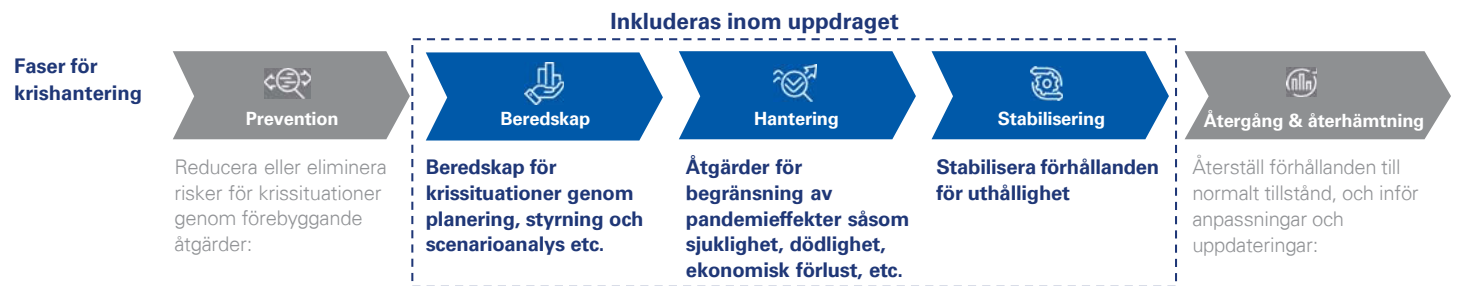 Inkluderas inom uppdraget
Faser för
krishantering
Prevention
Beredskap
Hantering
Stabilisering
Återgång & återhämtning
Reducera eller eliminera
risker för krissituationer
genom förebyggande
åtgärder:
Beredskap för
krissituationer genom
planering, styrning och
scenarioanalys etc.
Åtgärder för
begränsning av
pandemieffekter såsom
sjuklighet, dödlighet,
ekonomisk förlust, etc.
Stabilisera förhållanden
för uthållighet
Återställ förhållanden till
normalt tillstånd, och inför
anpassningar och
uppdateringar: